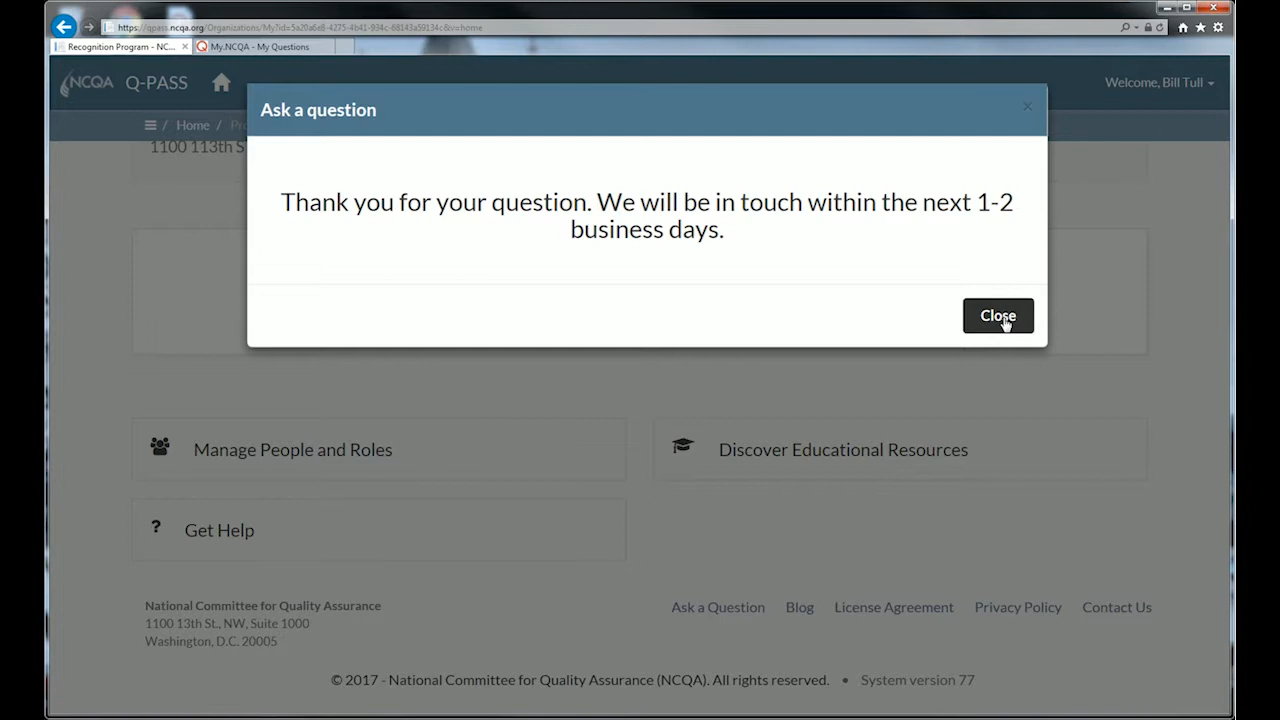 https://qpass.ncqa.org/Organizations/My?id=5a20a6e8-4275-4b41-934c-68143a59134c&iv=home
Recognition Program - NC...
My.NCQA - My Questions
NCQA Q-PASS
Welcome, Bill Tull
/ Home /
Ask a question
×
1100 113th S
Thank you for your question. We will be in touch within the next 1-2
business days.
Close
Manage People and Roles
Discover Educational Resources
? Get Help
National Committee for Quality Assurance
1100 13th St., NW, Suite 1000
Washington, D.C. 20005
Ask a Question Blog License Agreement Privacy Policy Contact Us
© 2017 - National Committee for Quality Assurance (NCQA). All rights reserved. • System version 77